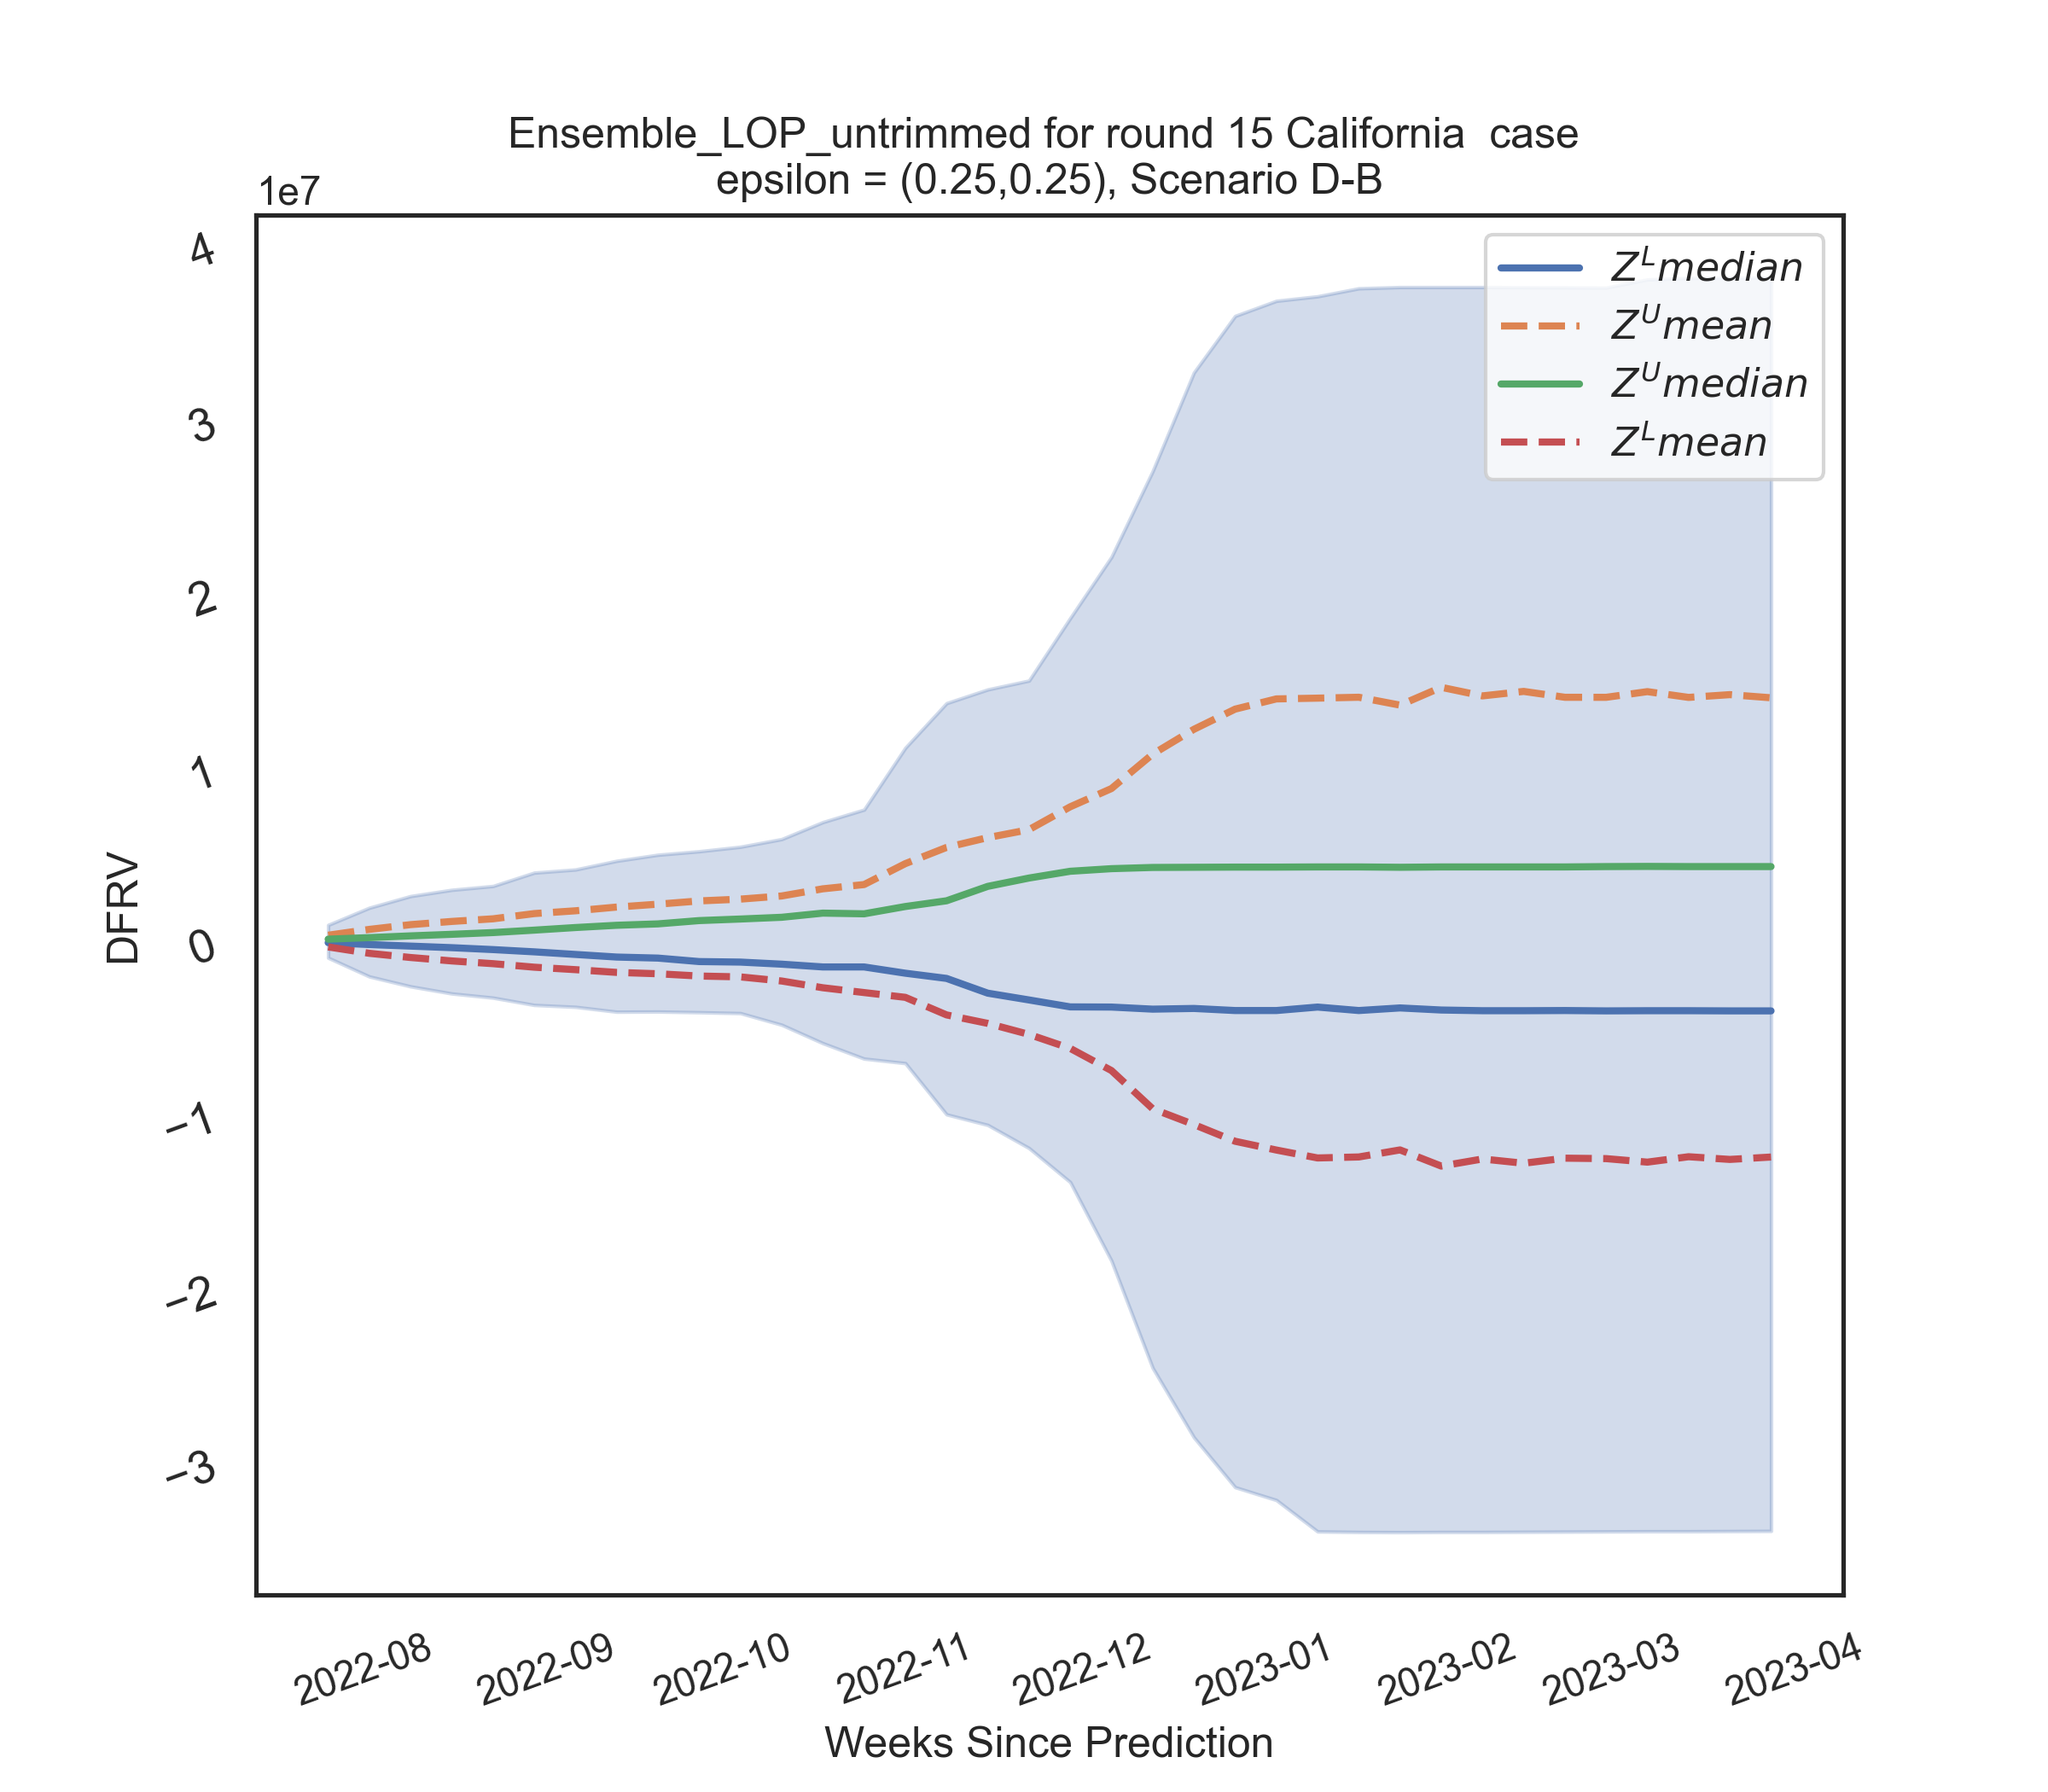 Ensemble_LOP_untrimmed for round 15 California  case
epsilon = (0.25,0.25), Scenario D-B
1e7
4
3
2
1
0
−1
−2
−3
DFRV
Z^L median
Z^U mean
Z^U median
Z^L mean
2022-08
2022-09
2022-10
2022-11
2022-12
2023-01
2023-02
2023-03
2023-04
Weeks Since Prediction